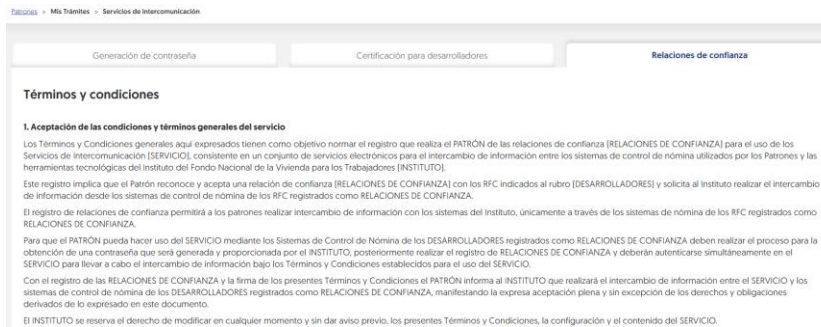 Patrones » Mis Trámites » Servicios de Intercomunicación
Generación de contraseña
Certificación para desarrolladores
Relaciones de confianza
Términos y condiciones
1. Aceptación de las condiciones y términos generales del servicio
Los Términos y Condiciones generales aquí expresados tienen como objetivo normar el registro que realiza el PATRÓN de las relaciones de confianza [RELACIONES DE CONFIANZA] para el uso de los
Servicios de Intercomunicación [SERVICIO], consistente en un conjunto de servicios electrónicos para el intercambio de información entre los sistemas de control de nómina utilizados por los Patrones y las
herramientas tecnológicas del Instituto del Fondo Nacional de la Vivienda para los Trabajadores [INSTITUTO].
Este registro implica que el Patrón reconoce y acepta una relación de confianza [RELACIONES DE CONFIANZA] con los RFC indicados al rubro [DESARROLLADORES] y solicita al Instituto realizar el intercambio
de información desde los sistemas de control de nómina de los RFC registrados como RELACIONES DE CONFIANZA.
El registro de relaciones de confianza permitirá a los patrones realizar intercambio de información con los sistemas del Instituto, únicamente a través de los sistemas de nómina de los RFC registrados como
RELACIONES DE CONFIANZA.
Para que el PATRÓN pueda hacer uso del SERVICIO mediante los Sistemas de Control de Nómina de los DESARROLLADORES registrados como RELACIONES DE CONFIANZA deben realizar el proceso para la
obtención de una contraseña que será generada y proporcionada por el INSTITUTO, posteriormente realizar el registro de RELACIONES DE CONFIANZA y deberán autenticarse simultáneamente en el
SERVICIO para llevar a cabo el intercambio de información bajo los Términos y Condiciones establecidos para el uso del SERVICIO.
Con el registro de las RELACIONES DE CONFIANZA y la firma de los presentes Términos y Condiciones el PATRÓN informa al INSTITUTO que realizará el intercambio de información entre el SERVICIO y los
sistemas de control de nómina de los DESARROLLADORES registrados como RELACIONES DE CONFIANZA, manifestando la expresa aceptación plena y sin excepción de los derechos y obligaciones
derivados de lo expresado en este documento.
El INSTITUTO se reserva el derecho de modificar en cualquier momento y sin dar aviso previo, los presentes Términos y Condiciones, la configuración y el contenido del SERVICIO.